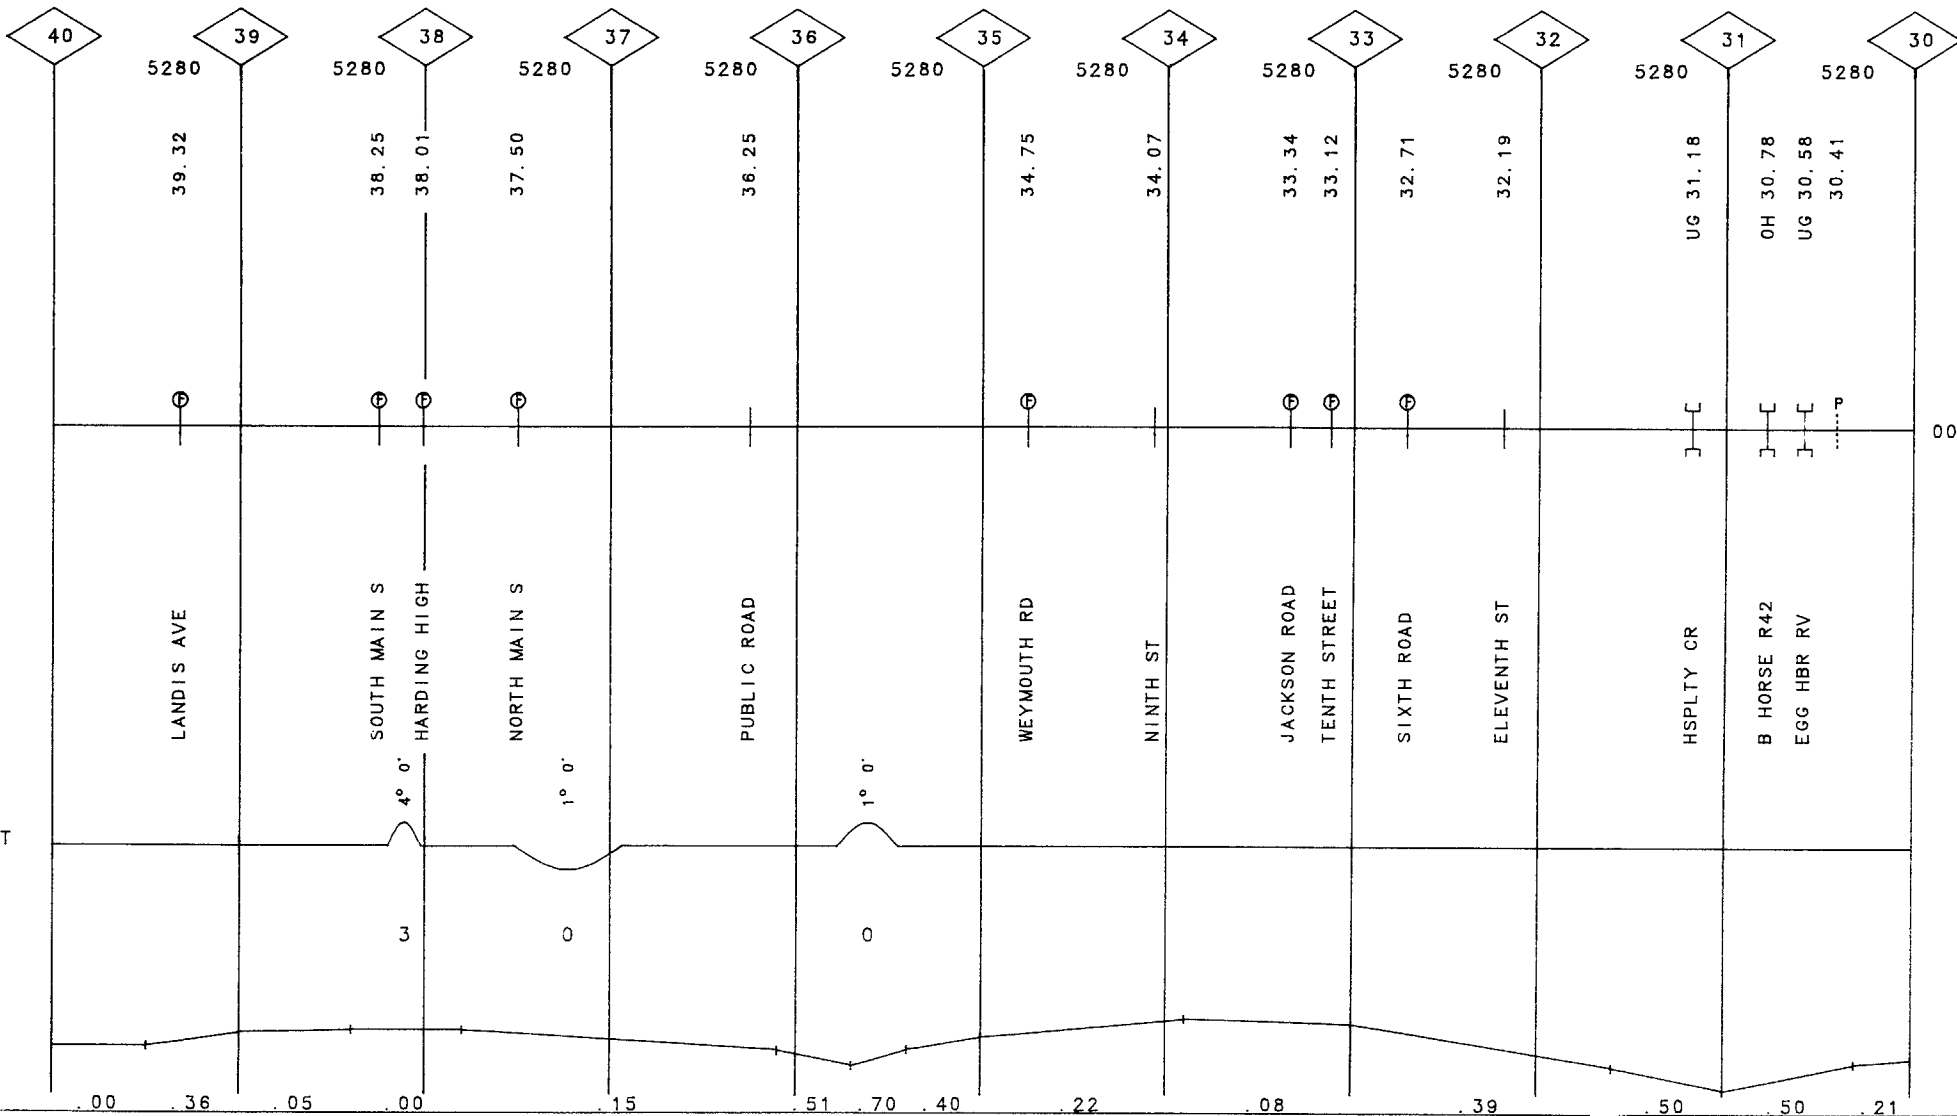 40 39 38 37 36 35 34 33 32 31 30
5280 5280 5280 5280 5280 5280 5280 5280 5280 5280
39.32 38.25 38.01 37.50 36.25 34.75 34.07 33.34 33.12 32.71 32.19 UG 31.18 OH 30.78 UG 30.58 30.41
F F F F F F F F P
00
LANDIS AVE
SOUTH MAIN S
HARDING HIGH
NORTH MAIN S
PUBLIC ROAD
WEYMOUTH RD
NINTH ST
JACKSON ROAD
TENTH STREET
SIXTH ROAD
ELEVENTH ST
HSPLTY CR
B HORSE R42
EGG HBR RV
4° 0' 1° 0' 1° 0'
T
3 0 0
.00 .36 .05 .00 .15 .51 .70 .40 .22 .08 .39 .50 .50 .21